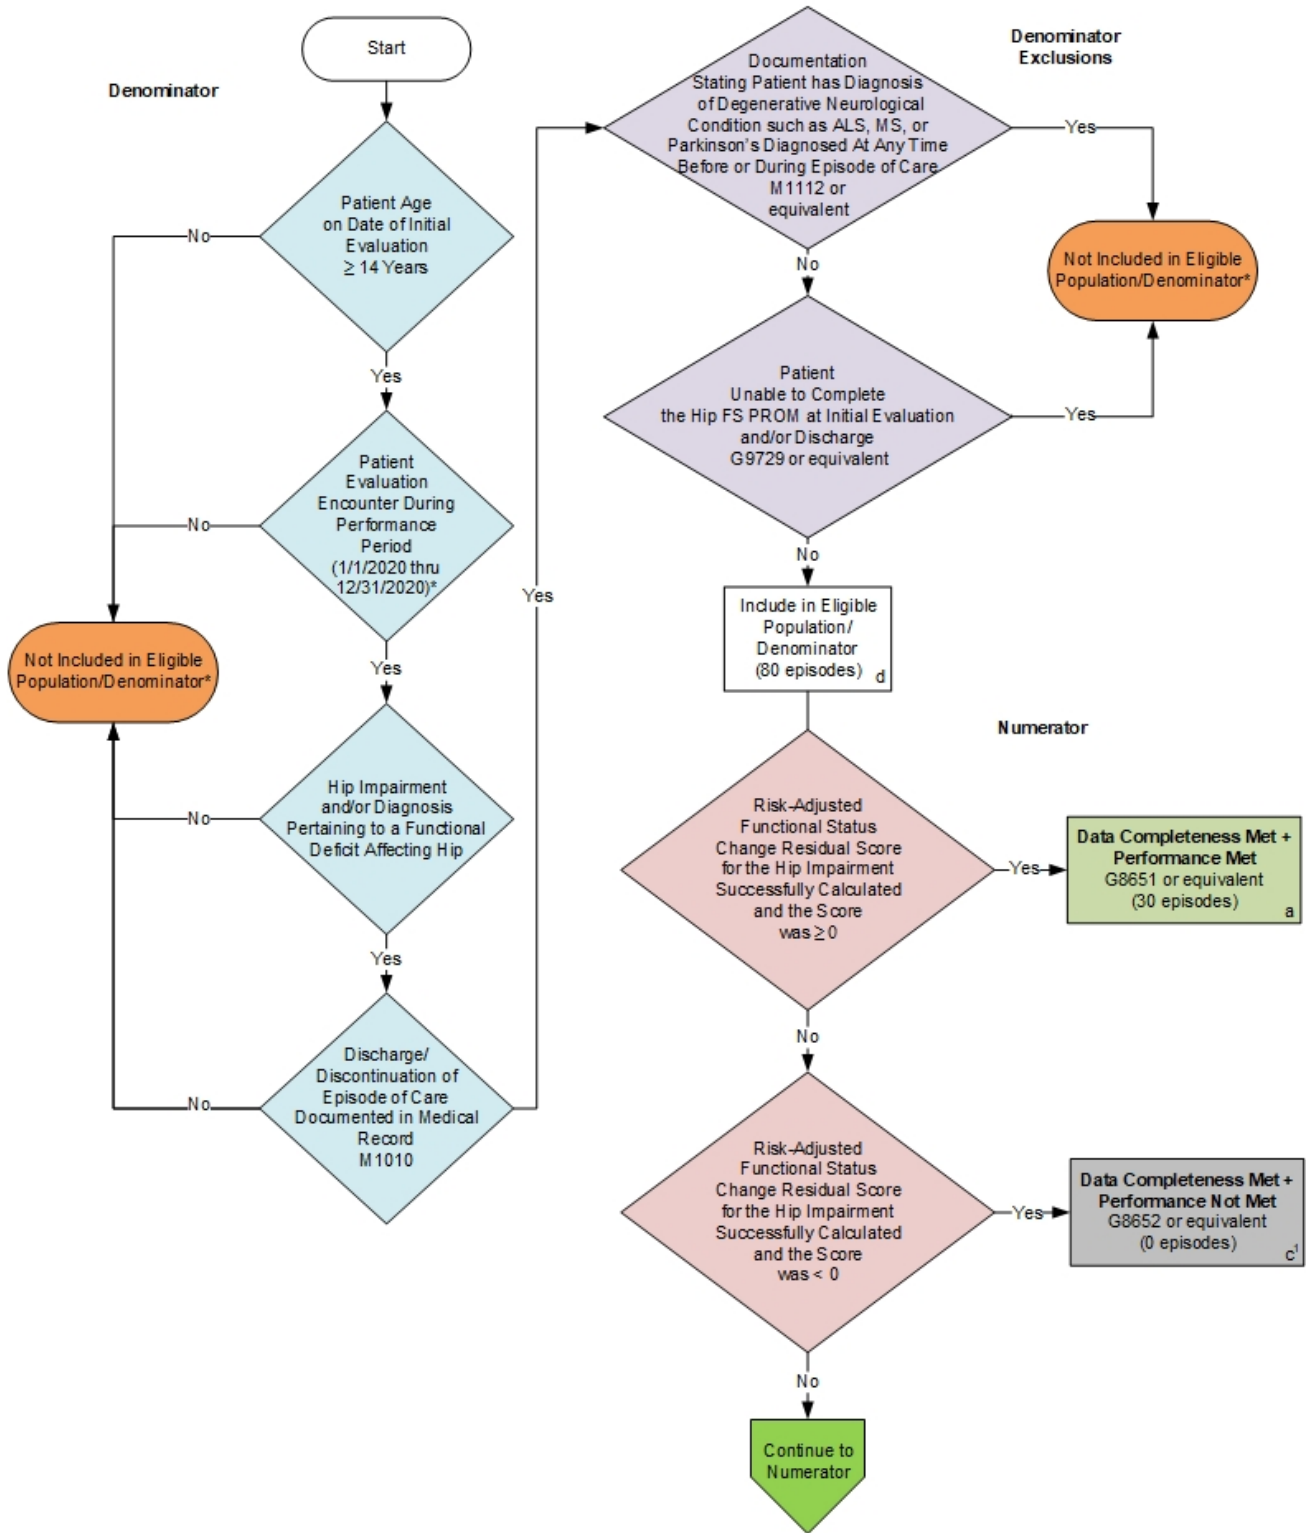 Start
Denominator
Patient Age
on Date of Initial
Evaluation
≥ 14 Years
No
Yes
Patient
Evaluation
Encounter During
Performance
Period
(1/1/2020 thru
12/31/2020)*
No
Yes
Not Included in Eligible
Population/Denominator*
Hip Impairment
and/or Diagnosis
Pertaining to a Functional
Deficit Affecting Hip
No
Yes
Discharge/
Discontinuation of
Episode of Care
Documented in Medical
Record
M1010
No
Yes
Denominator
Exclusions
Documentation
Stating Patient has Diagnosis
of Degenerative Neurological
Condition such as ALS, MS, or
Parkinson's Diagnosed At Any Time
Before or During Episode of Care
M1112 or
equivalent
Yes
No
Not Included in Eligible
Population/Denominator*
Patient
Unable to Complete
the Hip FS PROM at Initial Evaluation
and/or Discharge
G9729 or equivalent
Yes
No
Include in Eligible
Population/
Denominator
(80 episodes)
d
Numerator
Risk-Adjusted
Functional Status
Change Residual Score
for the Hip Impairment
Successfully Calculated
and the Score
was ≥ 0
Yes
Data Completeness Met +
Performance Met
G8651 or equivalent
(30 episodes)
a
No
Risk-Adjusted
Functional Status
Change Residual Score
for the Hip Impairment
Successfully Calculated
and the Score
was < 0
Yes
Data Completeness Met +
Performance Not Met
G8652 or equivalent
(0 episodes)
c¹
No
Continue to
Numerator